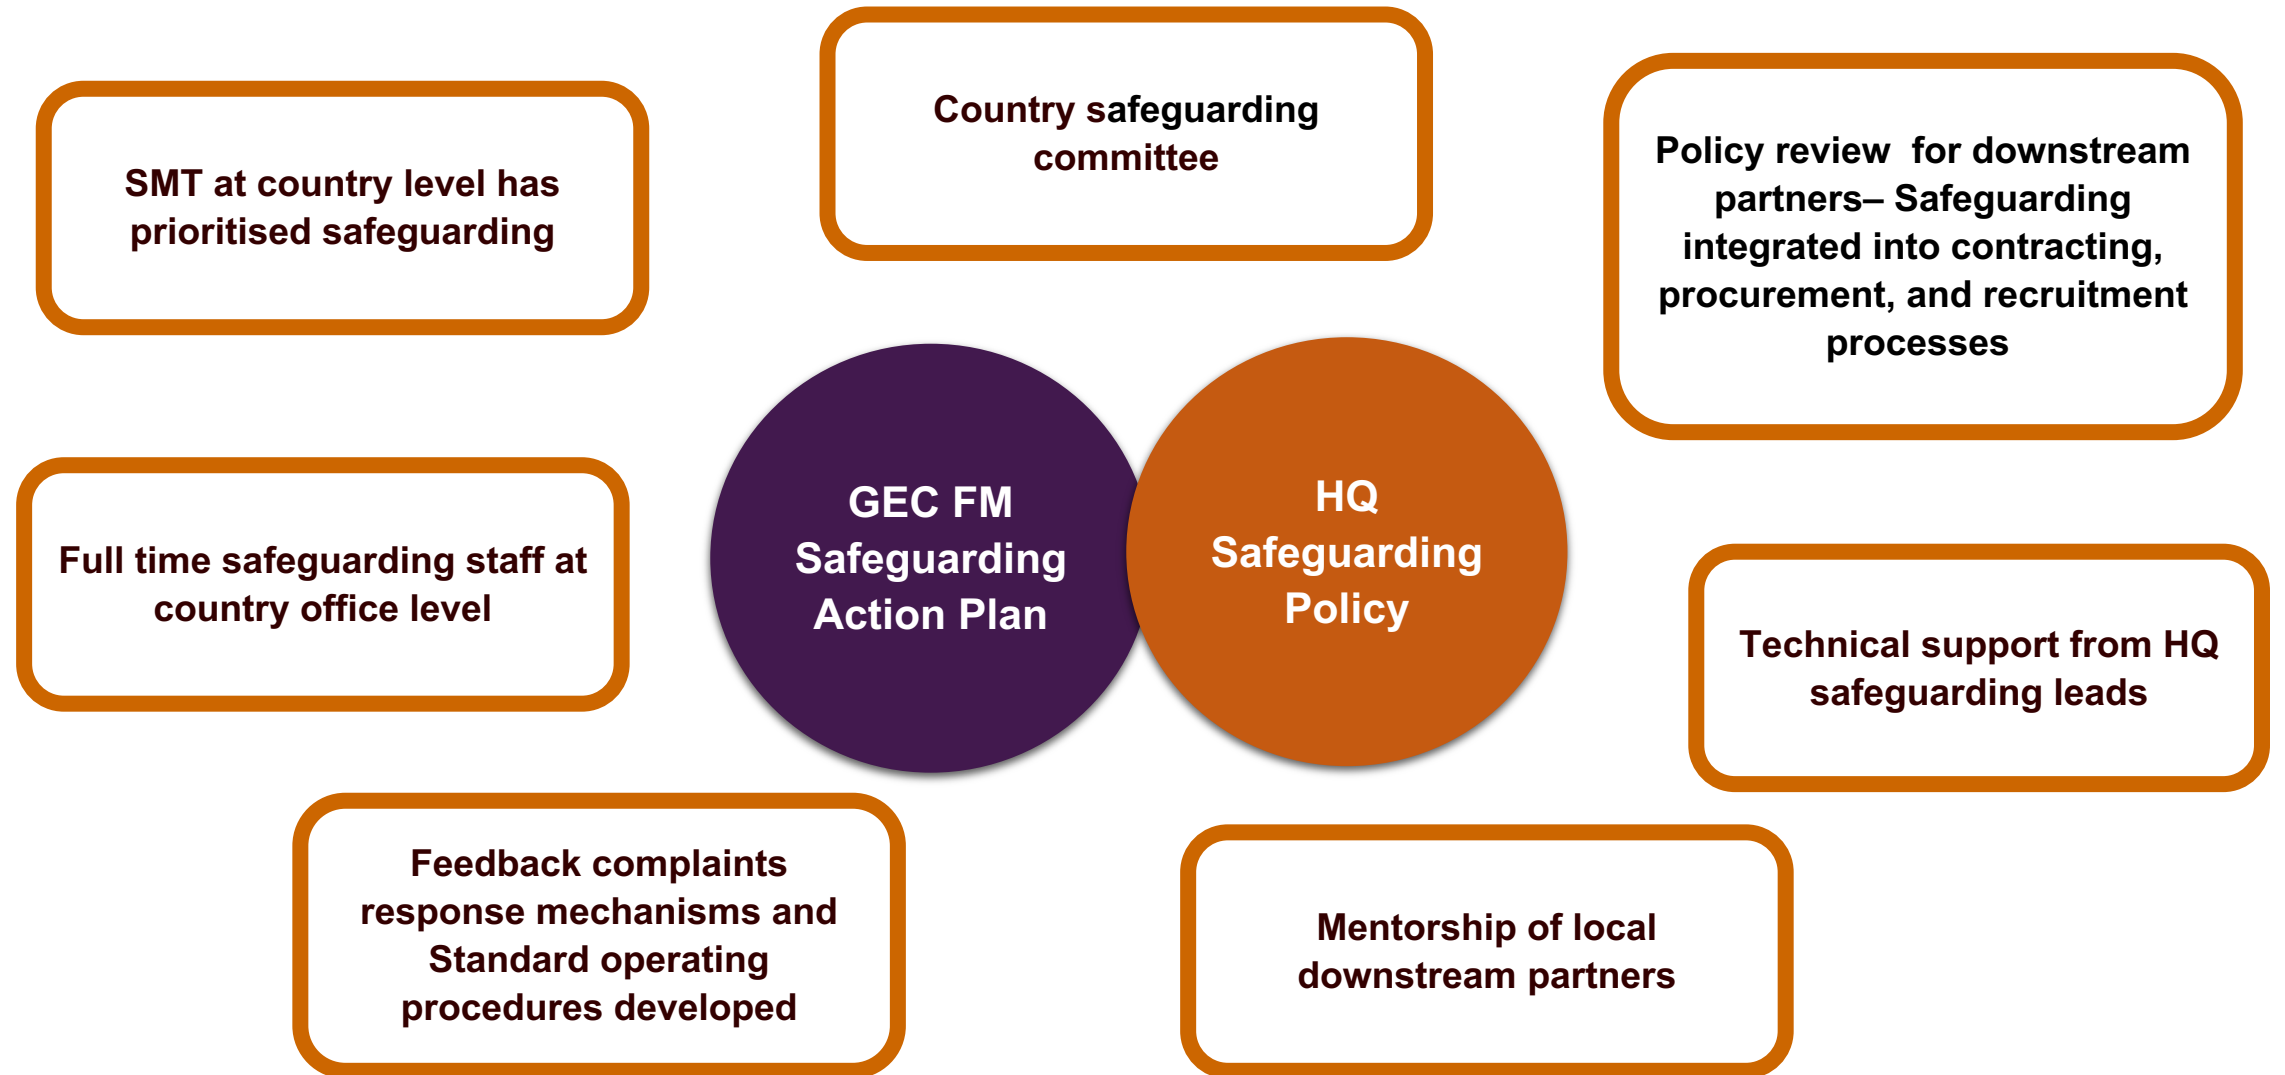 Country safeguarding
committee
SMT at country level has
prioritised safeguarding
Policy review  for downstream
partners– Safeguarding
integrated into contracting,
procurement, and recruitment
processes
Full time safeguarding staff at
country office level
GEC FM
Safeguarding
Action Plan
HQ
Safeguarding
Policy
Technical support from HQ
safeguarding leads
Feedback complaints
response mechanisms and
Standard operating
procedures developed
Mentorship of local
downstream partners